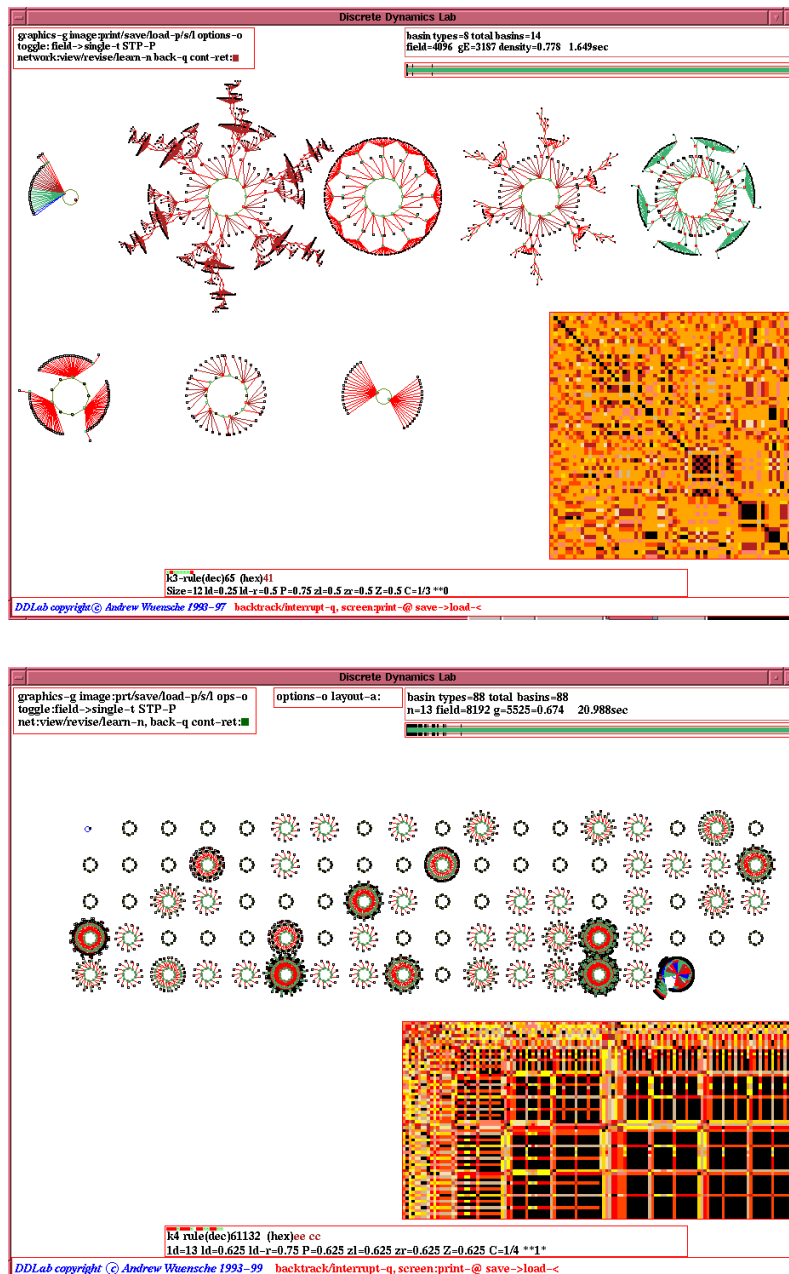 Discrete Dynamics Lab
graphics-g image:print/save/load-p/s/l options-o
toggle: field->single-t STP-P
network:view/revise/learn-n back-q cont-ret:
basin types=8 total basins=14
field=4096 gE=3187 density=0.778 1.649sec
k3-rule(dec)65 (hex)41
Size=12 ld=0.25 ld-r=0.5 P=0.75 zl=0.5 zr=0.5 Z=0.5 C=1/3 **0
DDLab copyright© Andrew Wuensche 1993-97 backtrack/interrupt-q, screen:print-@ save->load-<
Discrete Dynamics Lab
graphics-g image:prt/save/load-p/s/l ops-o
toggle:field->single-t STP-P
net:view/revise/learn-n, back-q cont-ret:
options-o layout-a:
basin types=88 total basins=88
n=13 field=8192 g=5525=0.674 20.988sec
k4 rule(dec)61132 (hex)ee cc
1d=13 ld=0.625 ld-r=0.75 P=0.625 zl=0.625 zr=0.625 Z=0.625 C=1/4 **1*
DDLab copyright © Andrew Wuensche 1993-99 backtrack/interrupt-q, screen:print-@ save->load-<